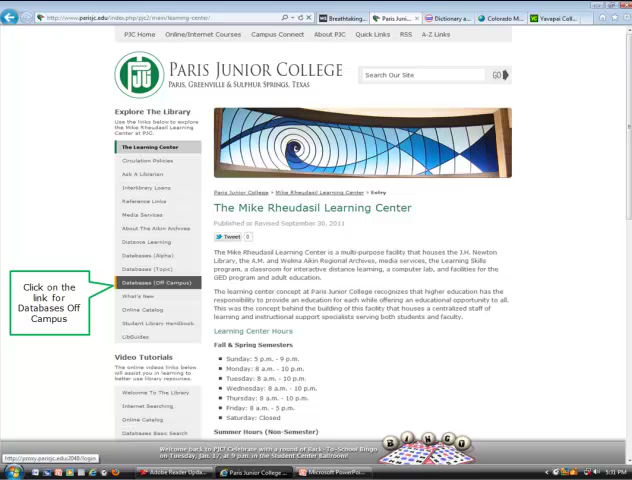 http://www.parisjc.edu/index.php/pjc2/main/learning-center/
Breathtaking...
Paris Juni...
Dictionary a...
Colorado M...
Yavapai Coll...
PJC Home Online/Internet Courses Campus Connect About PJC Quick Links RSS A-Z Links
PARIS JUNIOR COLLEGE
PARIS, GREENVILLE & SULPHUR SPRINGS, TEXAS
Search Our Site GO
Explore The Library
Use the links below to explore
the Mike Rheudasil Learning
Center at PJC.
The Learning Center
Circulation Policies
Ask A Librarian
Interlibrary Loans
Reference Links
Media Services
About The Aikin Archives
Distance Learning
Databases (Alpha)
Databases (Topic)
Databases (Off Campus)
What's New
Online Catalog
Student Library Handbook
LibGuides
Video Tutorials
The online videos links below
will assist you in learning to
better use library resources.
Welcome To The Library
Internet Searching
Online Catalog
Databases Basic Search
Click on the
link for
Databases Off
Campus
Paris Junior College > Mike Rheudasil Learning Center > Entry
The Mike Rheudasil Learning Center
Published or Revised September 30, 2011
Tweet 0
The Mike Rheudasil Learning Center is a multi-purpose facility that houses the J.H. Newton
Library, the A.M. and Welma Aikin Regional Archives, media services, the Learning Skills
program, a classroom for interactive distance learning, a computer lab, and facilities for the
GED program and adult education.
The learning center concept at Paris Junior College recognizes that higher education has the
responsibility to provide an education for each while offering an educational opportunity to all.
This was the concept behind the building of this facility that houses a centralized staff of
learning and instructional support specialists serving both students and faculty.
Learning Center Hours
Fall & Spring Semesters
Sunday: 5 p.m. - 9 p.m.
Monday: 8 a.m. - 10 p.m.
Tuesday: 8 a.m. - 10 p.m.
Wednesday: 8 a.m. - 10 p.m.
Thursday: 8 a.m. - 10 p.m.
Friday: 8 a.m. - 5 p.m.
Saturday: Closed
Summer Hours (Non-Semester)
BINGO
Welcome back to PJC! Celebrate with a round of Back-To-School Bingo
on Tuesday, Jan. 17, at 9 p.m. in the Student Center Ballroom!
http://proxy.parisjc.edu:2048/login
Adobe Reader Upda...
Paris Junior College ...
Microsoft PowerPoi...
5:31 PM